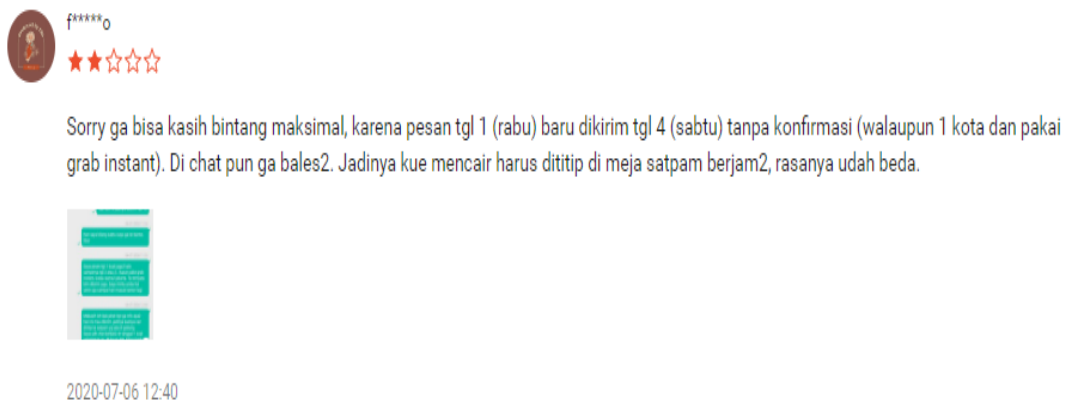 f*****o
Sorry ga bisa kasih bintang maksimal, karena pesan tgl 1 (rabu) baru dikirim tgl 4 (sabtu) tanpa konfirmasi (walaupun 1 kota dan pakai
grab instant). Di chat pun ga bales2. Jadinya kue mencair harus dititip di meja satpam berjam2, rasanya udah beda.
2020-07-06 12:40